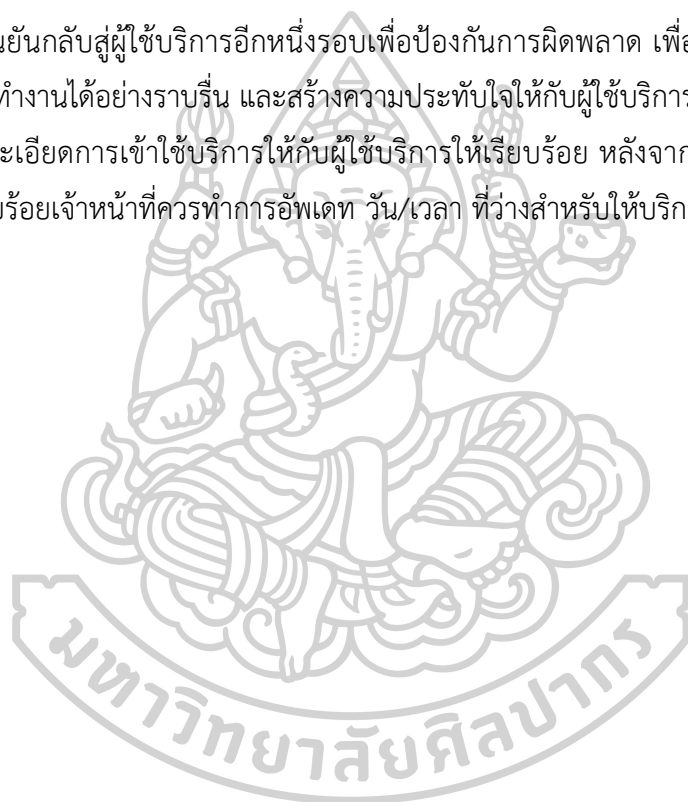 ยันกลับสู่ผู้ใช้บริการอีกหนึ่งรอบเพื่อป้องกันการผิดพลาด
ทำงานได้อย่างราบรื่น และสร้างความประทับใจให้กับผู้ใช้บริการ
ะเอียดการเข้าใช้บริการให้กับผู้ใช้บริการให้เรียบร้อย หลังจาก
ร้อยเจ้าหน้าที่ควรทำการอัพเดท วัน/เวลา ที่ว่างสำหรับให้บริก
มหาวิทยาลัยศิลปากร